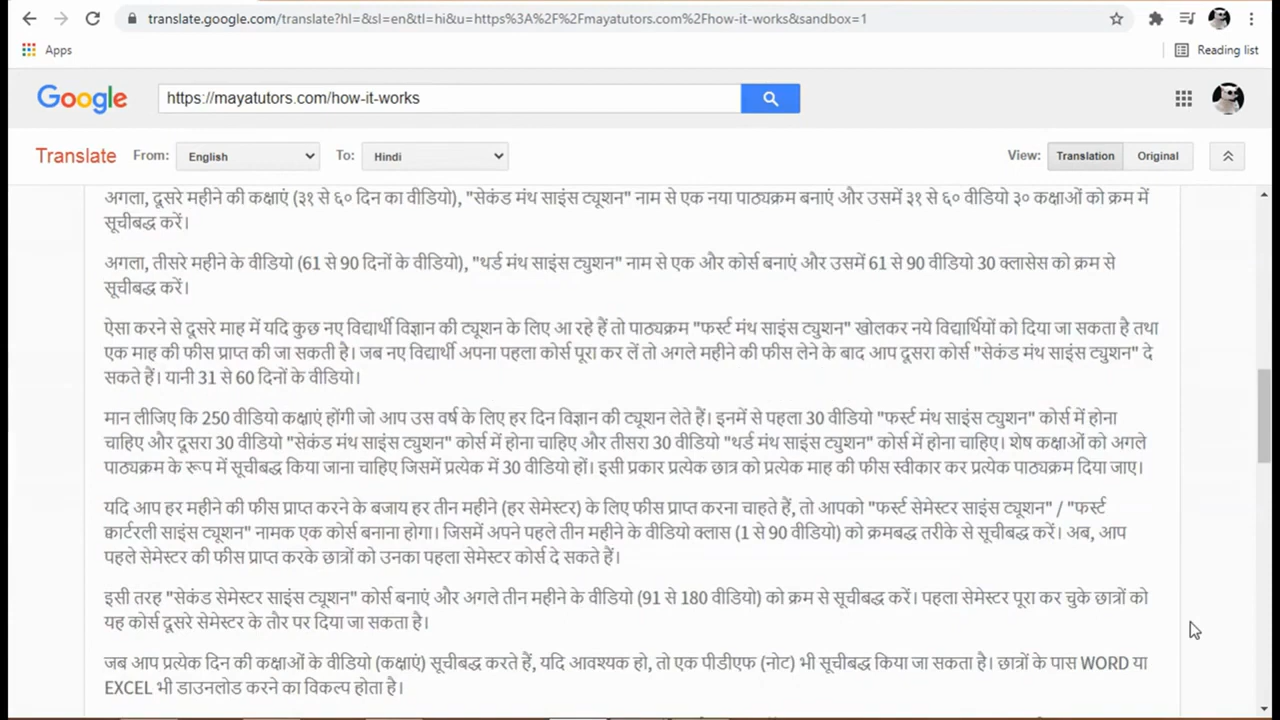 translate.google.com/translate?hl=&sl=en&tl=hi&u=https%3A%2F%2Fmayatutors.com%2Fhow-it-works&sandbox=1
Apps
Reading list
Google
https://mayatutors.com/how-it-works
Translate From: English To: Hindi View: Translation Original
अगला, दूसरे महीने की कक्षाएं (३१ से ६० दिन का वीडियो), "सेकंड मंथ साइंस ट्यूशन" नाम से एक नया पाठ्यक्रम बनाएं और उसमें ३१ से ६० वीडियो ३० कक्षाओं को क्रम में
सूचीबद्ध करें।
अगला, तीसरे महीने के वीडियो (61 से 90 दिनों के वीडियो), "थर्ड मंथ साइंस ट्युशन" नाम से एक और कोर्स बनाएं और उसमें 61 से 90 वीडियो 30 क्लासेस को क्रम से
सूचीबद्ध करें।
ऐसा करने से दूसरे माह में यदि कुछ नए विद्यार्थी विज्ञान की ट्यूशन के लिए आ रहे हैं तो पाठ्यक्रम "फर्स्ट मंथ साइंस ट्युशन" खोलकर नये विद्यार्थियों को दिया जा सकता है तथा
एक माह की फीस प्राप्त की जा सकती है। जब नए विद्यार्थी अपना पहला कोर्स पूरा कर लें तो अगले महीने की फीस लेने के बाद आप दूसरा कोर्स "सेकंड मंथ साइंस ट्युशन" दे
सकते हैं। यानी 31 से 60 दिनों के वीडियो।
मान लीजिए कि 250 वीडियो कक्षाएं होंगी जो आप उस वर्ष के लिए हर दिन विज्ञान की ट्यूशन लेते हैं। इनमें से पहला 30 वीडियो "फर्स्ट मंथ साइंस ट्युशन" कोर्स में होना
चाहिए और दूसरा 30 वीडियो "सेकंड मंथ साइंस ट्युशन" कोर्स में होना चाहिए और तीसरा 30 वीडियो "थर्ड मंथ साइंस ट्युशन" कोर्स में होना चाहिए। शेष कक्षाओं को अगले
पाठ्यक्रम के रूप में सूचीबद्ध किया जाना चाहिए जिसमें प्रत्येक में 30 वीडियो हों। इसी प्रकार प्रत्येक छात्र को प्रत्येक माह की फीस स्वीकार कर प्रत्येक पाठ्यक्रम दिया जाए।
यदि आप हर महीने की फीस प्राप्त करने के बजाय हर तीन महीने (हर सेमेस्टर) के लिए फीस प्राप्त करना चाहते हैं, तो आपको "फर्स्ट सेमेस्टर साइंस ट्यूशन" / "फर्स्ट
क्वार्टरली साइंस ट्यूशन" नामक एक कोर्स बनाना होगा। जिसमें अपने पहले तीन महीने के वीडियो क्लास (1 से 90 वीडियो) को क्रमबद्ध तरीके से सूचीबद्ध करें। अब, आप
पहले सेमेस्टर की फीस प्राप्त करके छात्रों को उनका पहला सेमेस्टर कोर्स दे सकते हैं।
इसी तरह "सेकंड सेमेस्टर साइंस ट्यूशन" कोर्स बनाएं और अगले तीन महीने के वीडियो (91 से 180 वीडियो) को क्रम से सूचीबद्ध करें। पहला सेमेस्टर पूरा कर चुके छात्रों को
यह कोर्स दूसरे सेमेस्टर के तौर पर दिया जा सकता है।
जब आप प्रत्येक दिन की कक्षाओं के वीडियो (कक्षाएं) सूचीबद्ध करते हैं, यदि आवश्यक हो, तो एक पीडीएफ (नोट) भी सूचीबद्ध किया जा सकता है। छात्रों के पास WORD या
EXCEL भी डाउनलोड करने का विकल्प होता है।